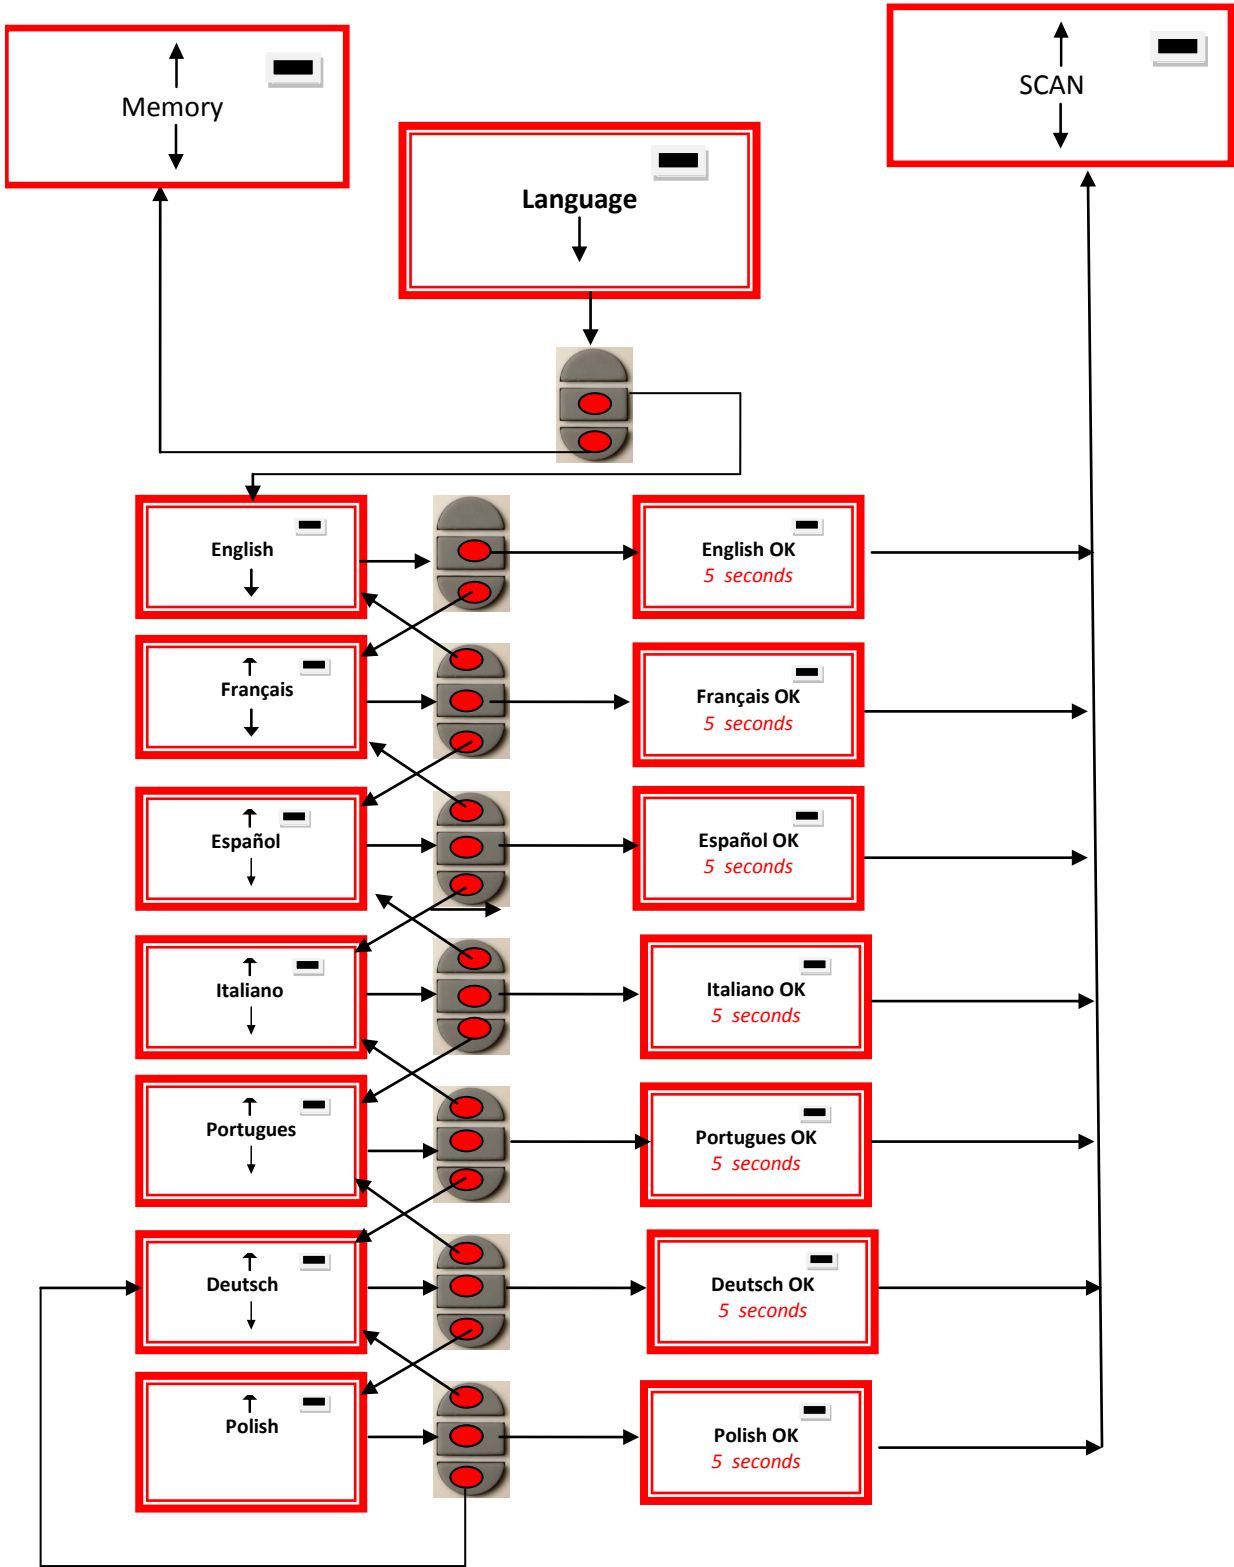 Memory
SCAN
Language
English
English OK
5 seconds
Français
Français OK
5 seconds
Español
Español OK
5 seconds
Italiano
Italiano OK
5 seconds
Portugues
Portugues OK
5 seconds
Deutsch
Deutsch OK
5 seconds
Polish
Polish OK
5 seconds